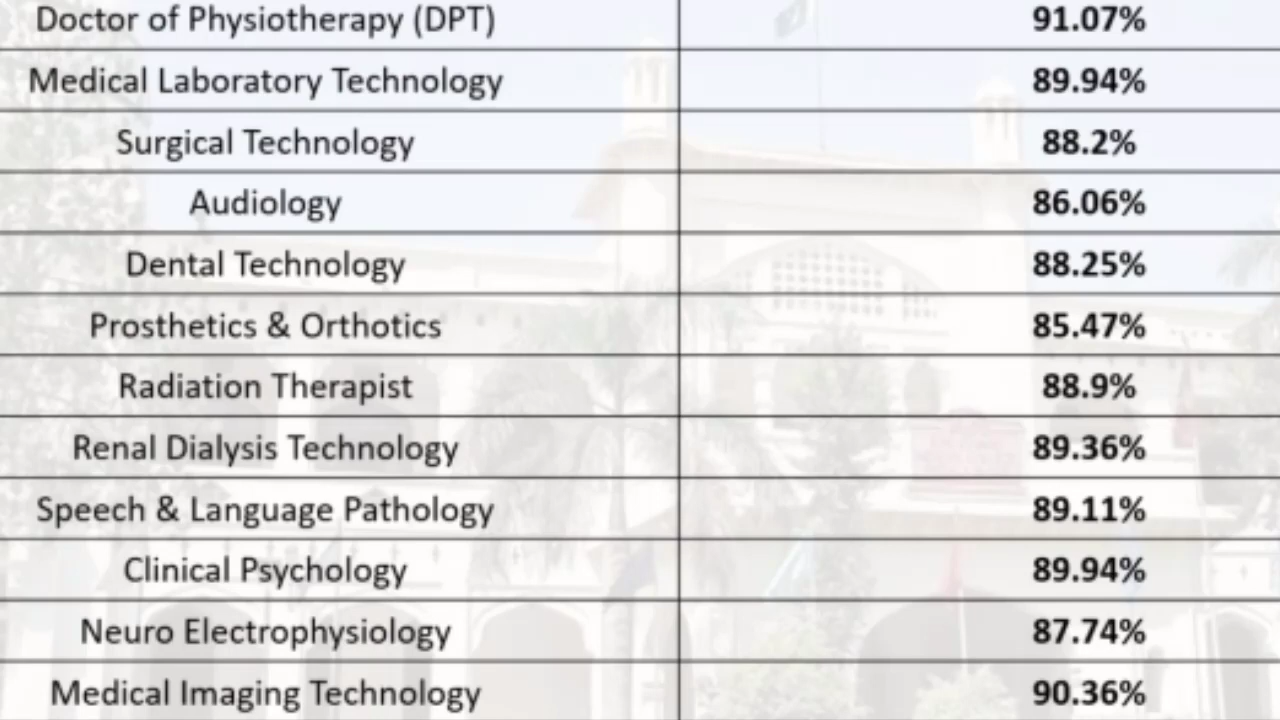 Doctor of Physiotherapy (DPT) 91.07%
Medical Laboratory Technology 89.94%
Surgical Technology 88.2%
Audiology 86.06%
Dental Technology 88.25%
Prosthetics & Orthotics 85.47%
Radiation Therapist 88.9%
Renal Dialysis Technology 89.36%
Speech & Language Pathology 89.11%
Clinical Psychology 89.94%
Neuro Electrophysiology 87.74%
Medical Imaging Technology 90.36%